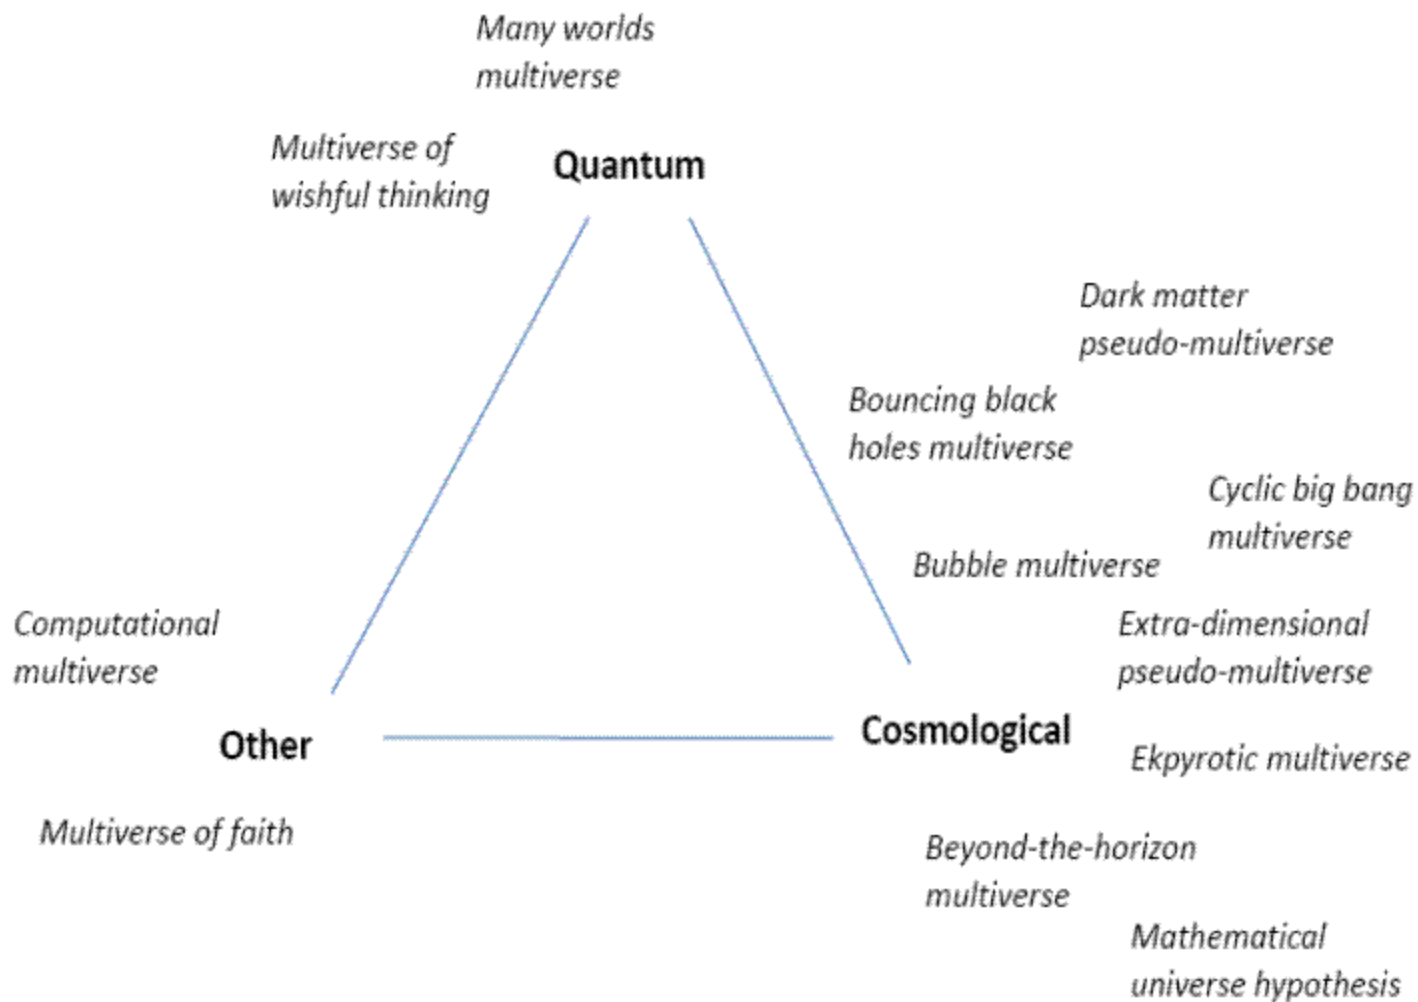 Many worlds
multiverse
Multiverse of
wishful thinking
Quantum
Dark matter
pseudo-multiverse
Bouncing black
holes multiverse
Cyclic big bang
multiverse
Bubble multiverse
Computational
multiverse
Extra-dimensional
pseudo-multiverse
Other
Cosmological
Ekpyrotic multiverse
Multiverse of faith
Beyond-the-horizon
multiverse
Mathematical
universe hypothesis